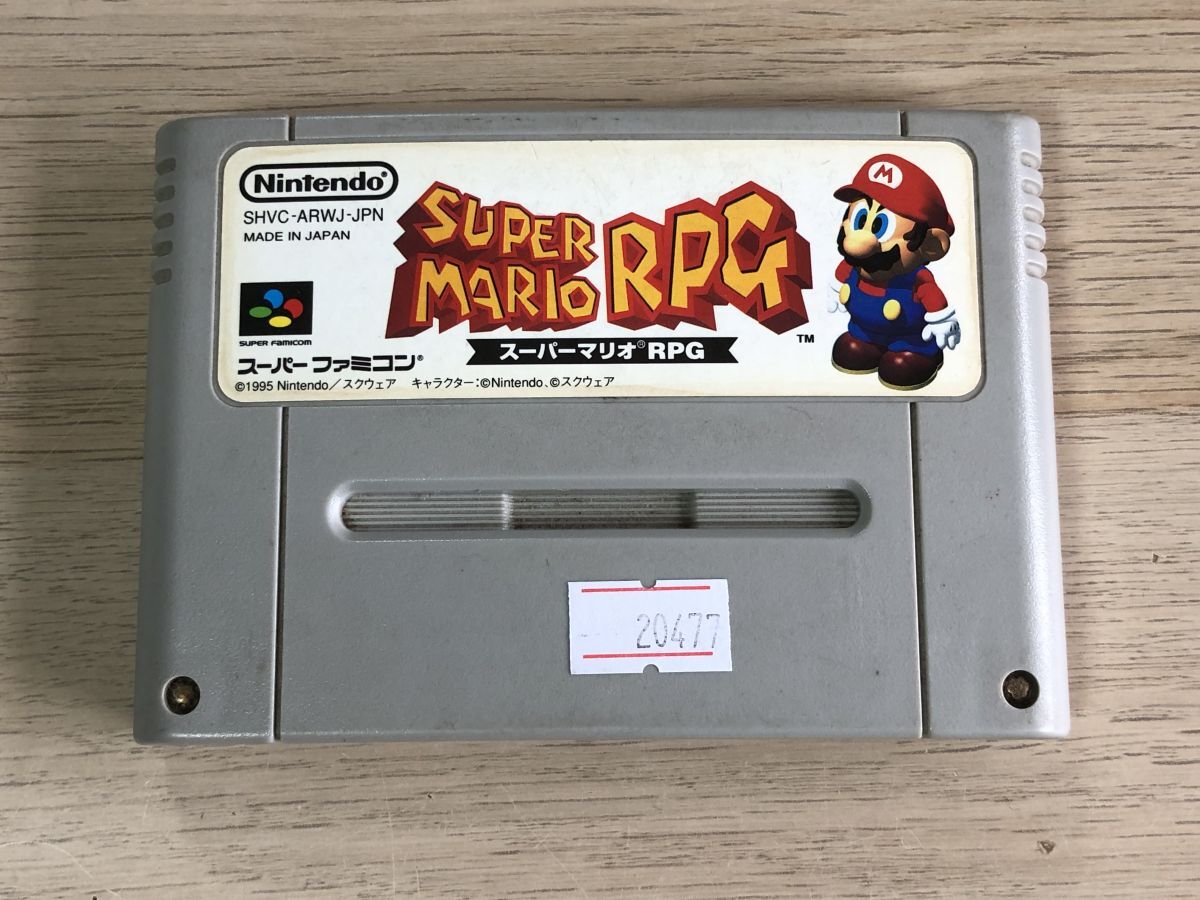 Nintendo®
SHVC-ARWJ-JPN
MADE IN JAPAN
SUPER FAMICOM
スーパーファミコン®
©1995 Nintendo／スクウェア キャラクター：©Nintendo、©スクウェア
SUPER
MARIO RPG
TM
スーパーマリオ® RPG
M
20477